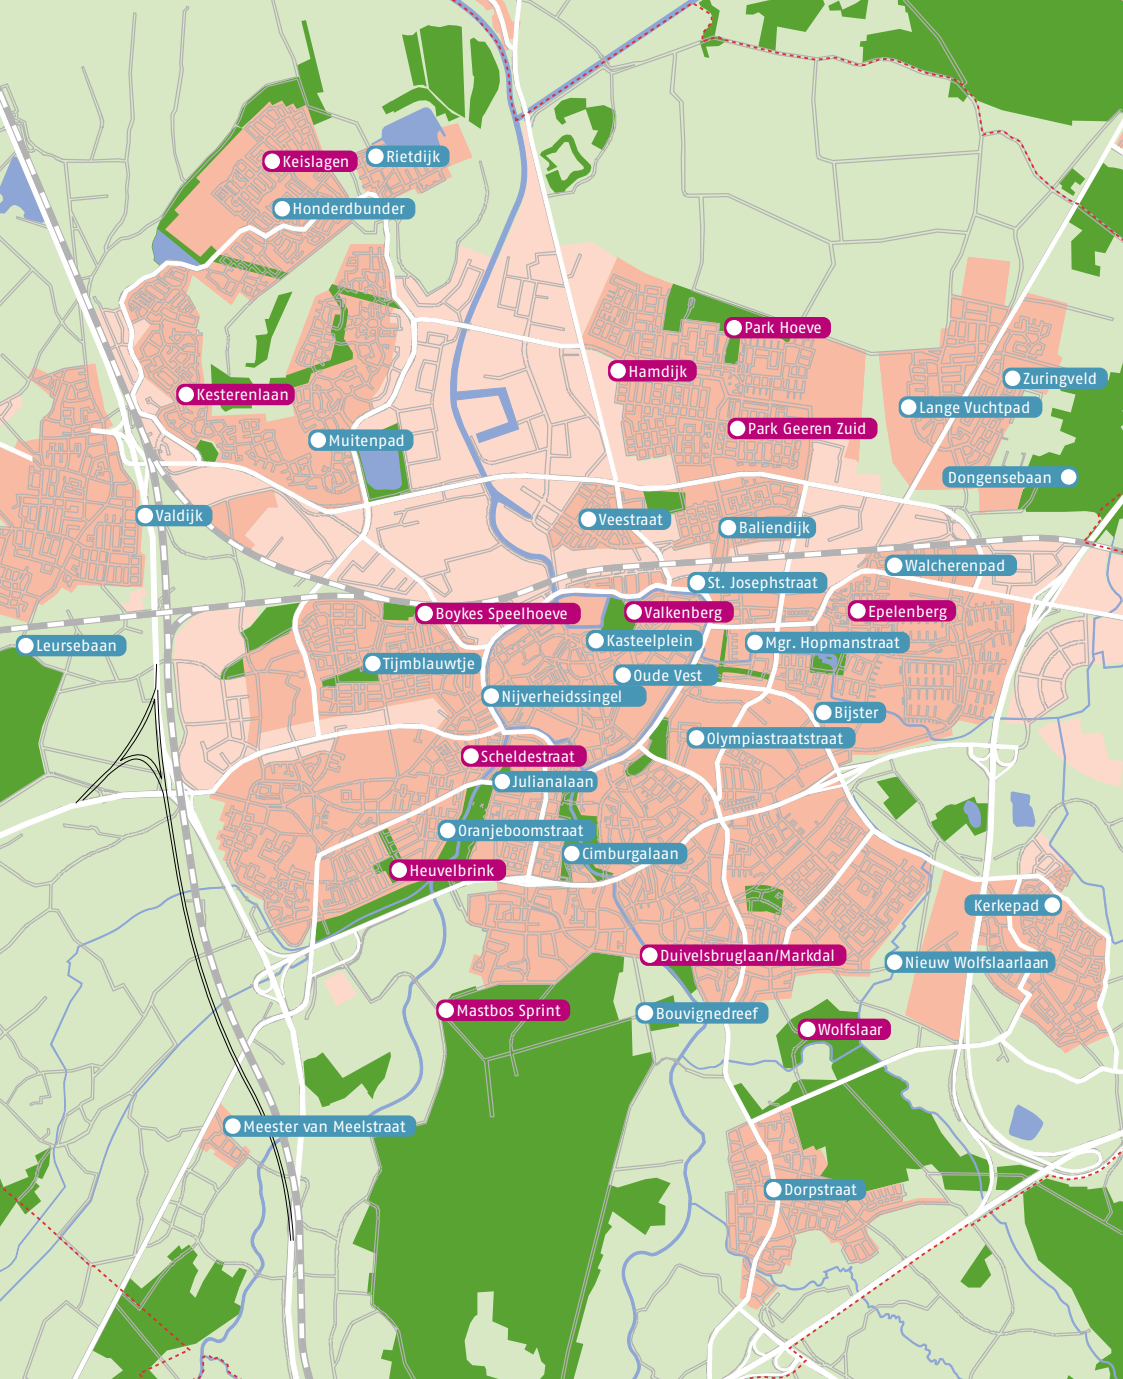 Rietdijk
Keislagen
Honderdbunder
Park Hoeve
Hamdijk
Zuringveld
Kesterenlaan
Lange Vuchtpad
Park Geeren Zuid
Muitenpad
Dongensebaan
Valdijk
Veestraat
Baliendijk
Walcherenpad
St. Josephstraat
Boykes Speelhoeve
Valkenberg
Epelenberg
Leursebaan
Kasteelplein
Mgr. Hopmanstraat
Tijmblauwtje
Oude Vest
Nijverheidssingel
Bijster
Olympiastraatstraat
Scheldestraat
Julianalaan
Oranjeboomstraat
Cimburgalaan
Heuvelbrink
Kerkepad
Duivelsbruglaan/Markdal
Nieuw Wolfslaarlaan
Mastbos Sprint
Bouvignedreef
Wolfslaar
Meester van Meelstraat
Dorpstraat